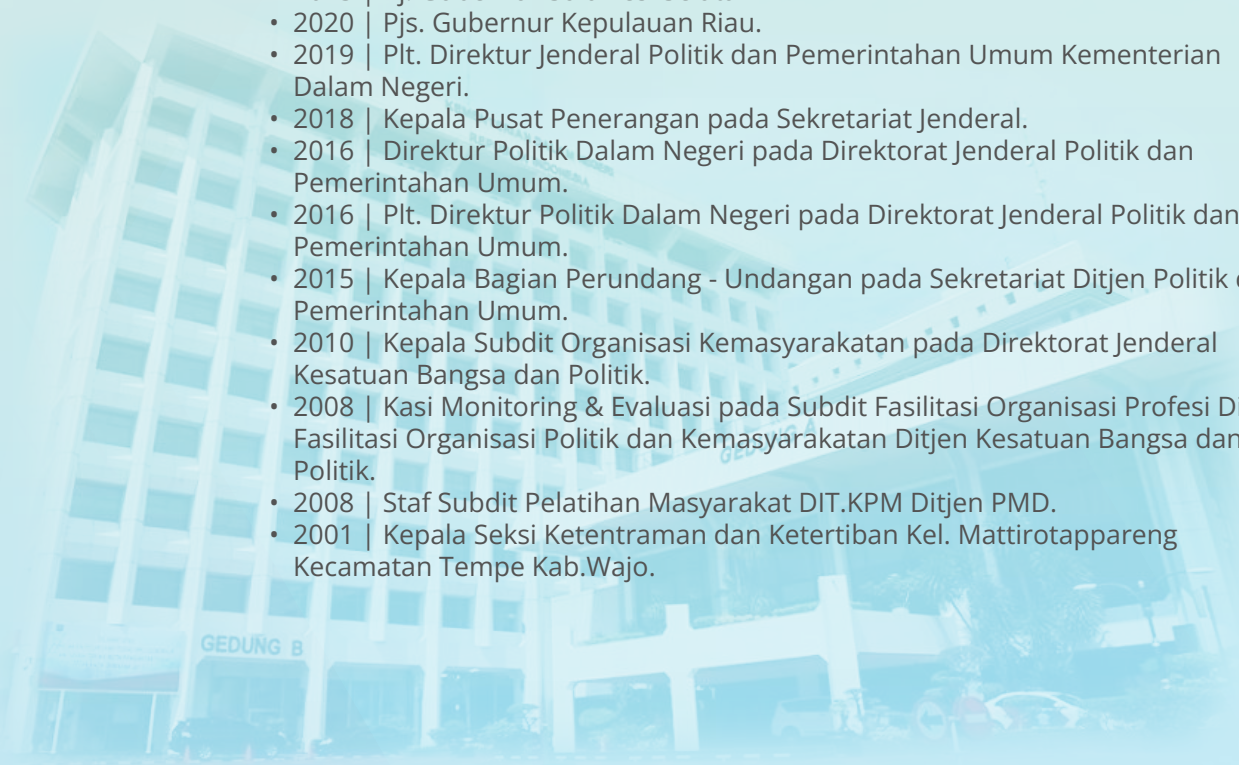 • 2020 | Pjs. Gubernur Kepulauan Riau.
• 2019 | Plt. Direktur Jenderal Politik dan Pemerintahan Umum Kementerian
Dalam Negeri.
• 2018 | Kepala Pusat Penerangan pada Sekretariat Jenderal.
• 2016 | Direktur Politik Dalam Negeri pada Direktorat Jenderal Politik dan
Pemerintahan Umum.
• 2016 | Plt. Direktur Politik Dalam Negeri pada Direktorat Jenderal Politik dan
Pemerintahan Umum.
• 2015 | Kepala Bagian Perundang - Undangan pada Sekretariat Ditjen Politik
Pemerintahan Umum.
• 2010 | Kepala Subdit Organisasi Kemasyarakatan pada Direktorat Jenderal
Kesatuan Bangsa dan Politik.
• 2008 | Kasi Monitoring & Evaluasi pada Subdit Fasilitasi Organisasi Profesi
Fasilitasi Organisasi Politik dan Kemasyarakatan Ditjen Kesatuan Bangsa dan
Politik.
• 2008 | Staf Subdit Pelatihan Masyarakat DIT.KPM Ditjen PMD.
• 2001 | Kepala Seksi Ketentraman dan Ketertiban Kel. Mattirotappareng
Kecamatan Tempe Kab.Wajo.
GEDUNG A
GEDUNG B